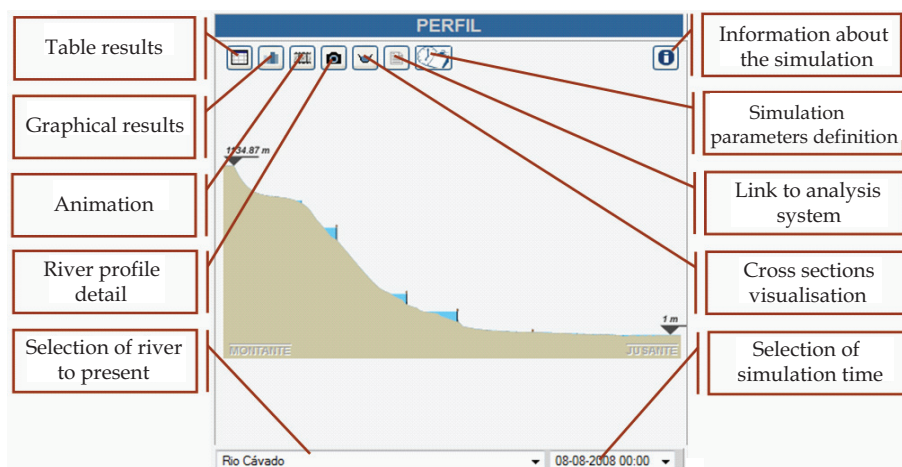 PERFIL
Table results
Graphical results
Animation
River profile
detail
Selection of river
to present
Information about
the simulation
Simulation
parameters definition
Link to analysis
system
Cross sections
visualisation
Selection of
simulation time
1134.87 m
1 m
MONTANTE
JUSANTE
Rio Cávado
08-08-2008 00:00